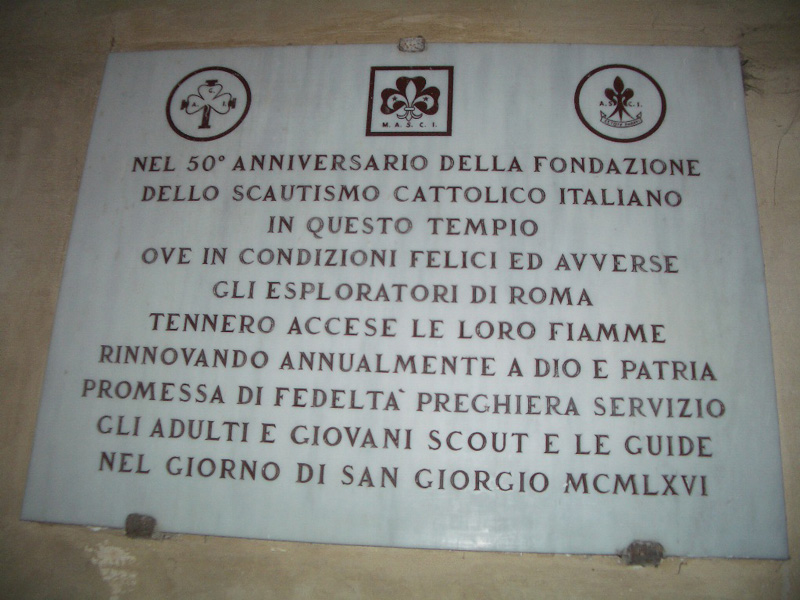 A. G. I.
M. A. S. C. I.
A. S. C. I.
NEL 50° ANNIVERSARIO DELLA FONDAZIONE
DELLO SCAUTISMO CATTOLICO ITALIANO
IN QUESTO TEMPIO
OVE IN CONDIZIONI FELICI ED AVVERSE
GLI ESPLORATORI DI ROMA
TENNERO ACCESE LE LORO FIAMME
RINNOVANDO ANNUALMENTE A DIO E PATRIA
PROMESSA DI FEDELTA` PREGHIERA SERVIZIO
GLI ADULTI E GIOVANI SCOUT E LE GUIDE
NEL GIORNO DI SAN GIORGIO MCMLXVI